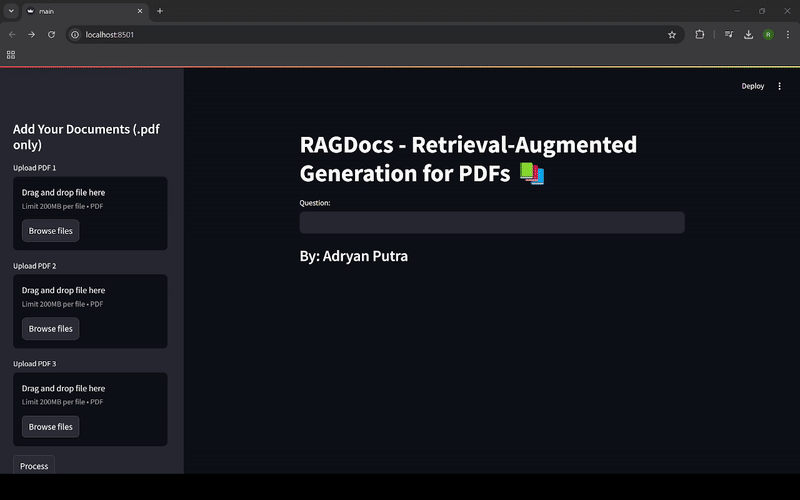 main
localhost:8501
R
Deploy
Add Your Documents (.pdf
only)
Upload PDF 1
Drag and drop file here
Limit 200MB per file • PDF
Browse files
Upload PDF 2
Drag and drop file here
Limit 200MB per file • PDF
Browse files
Upload PDF 3
Drag and drop file here
Limit 200MB per file • PDF
Browse files
Process
RAGDocs - Retrieval-Augmented
Generation for PDFs 📚
Question:
By: Adryan Putra